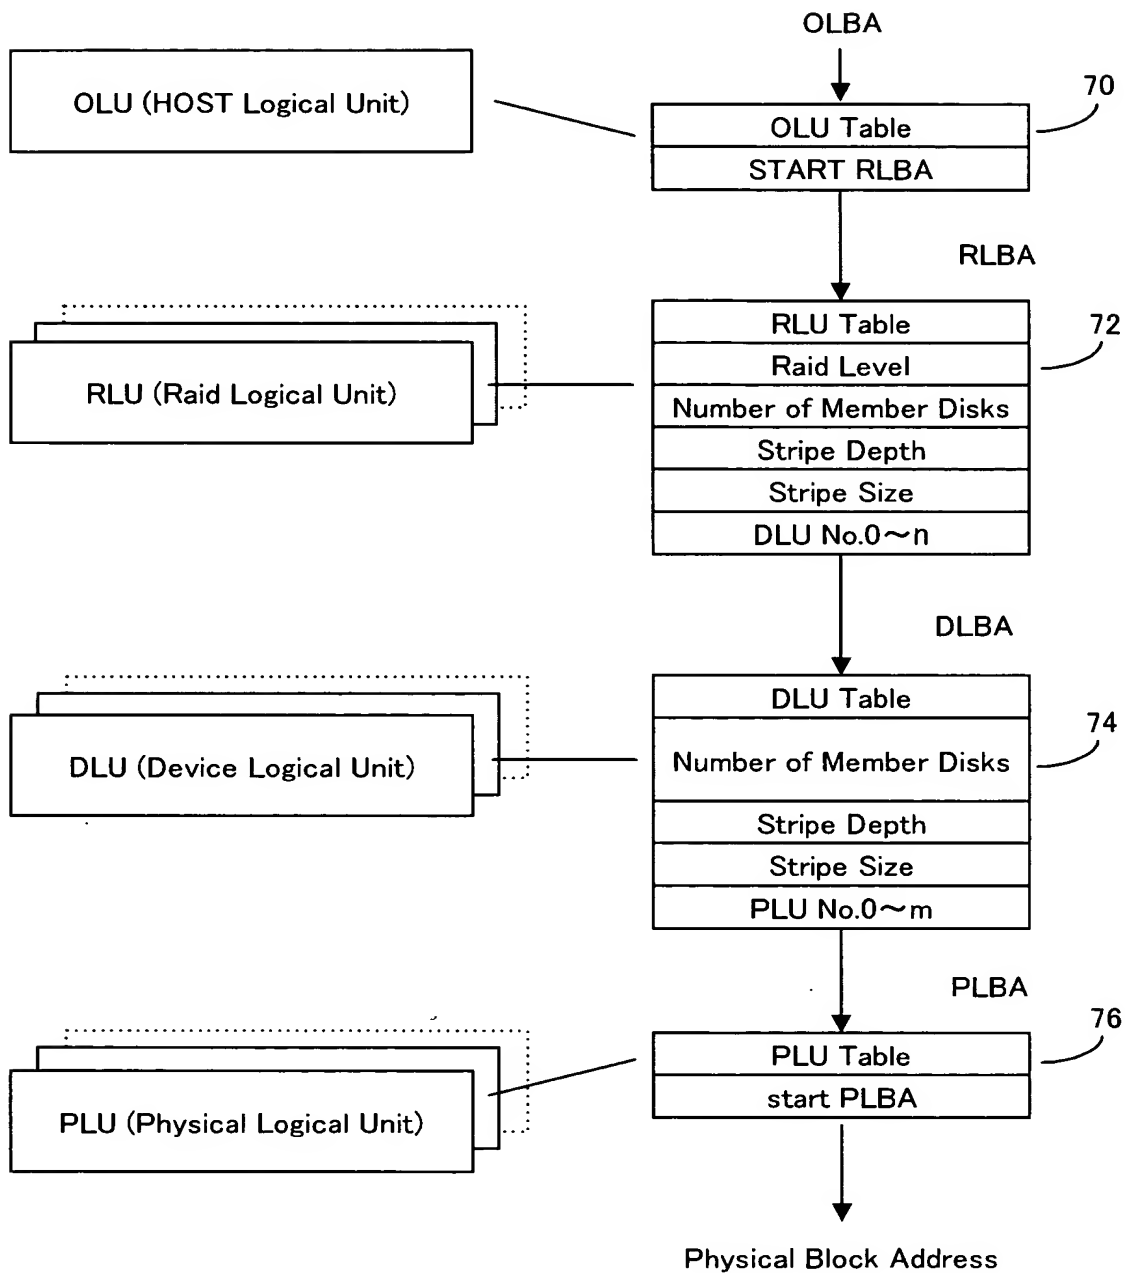 OLBA
OLU (HOST Logical Unit)
70
OLU Table
START RLBA
RLBA
RLU (Raid Logical Unit)
72
RLU Table
Raid Level
Number of Member Disks
Stripe Depth
Stripe Size
DLU No.0～n
DLBA
DLU (Device Logical Unit)
74
DLU Table
Number of Member Disks
Stripe Depth
Stripe Size
PLU No.0～m
PLBA
PLU (Physical Logical Unit)
76
PLU Table
start PLBA
Physical Block Address